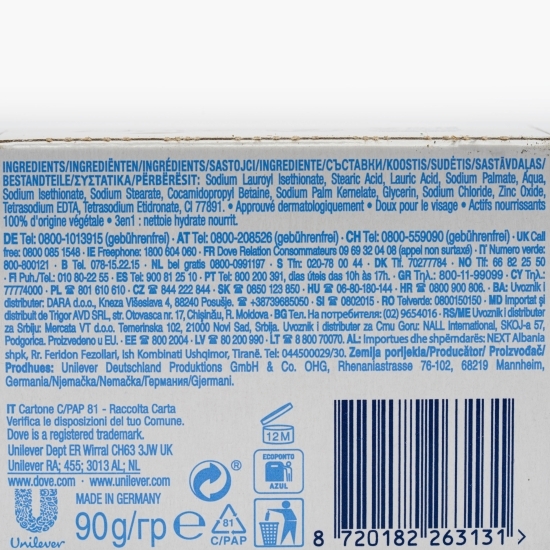 INGREDIENTS/INGREDIËNTEN/INGRÉDIENTS/SASTOJCI/INGREDIENTE/СЪСТАВКИ/KOOSTIS/SUDĖTIS/SASTĀVDAĻAS/
BESTANDTEILE/ΣΥΣΤΑΤΙΚΑ/PËRBËRËSIT: Sodium Lauroyl Isethionate, Stearic Acid, Lauric Acid, Sodium Palmitate, Aqua,
Sodium Isethionate, Sodium Stearate, Cocamidopropyl Betaine, Sodium Palm Kernelate, Glycerin, Sodium Chloride, Zinc Oxide,
Tetrasodium EDTA, Tetrasodium Etidronate, CI 77891. • Approuvé dermatologiquement • Doux pour le visage • Actifs nourrissants
100% d'origine végétale • 3en1 : nettoie hydrate nourrit.
DE Tel: 0800-1013915 (gebührenfrei) · AT Tel: 0800-208526 (gebührenfrei) · CH Tel: 0800-559090 (gebührenfrei) · UK Call
free: 0800 085 1548 · IE Freephone: 1800 604 060 · FR Dove Relation Consommateurs 09 69 32 04 08 (appel non surtaxé) · IT Numero verde:
800-800121 · B Tel. 078-15.22.15 · NL bel gratis 0800-0991197 · S Tfn: 020-78 00 44 · DK Tlf. 70277784 · NO Tlf. 66 82 25 50
FI Puh./Tel.: 010 80-22 55 · ES Tel: 900 81 25 10 · PT Tel: 800 200 391, dias úteis das 10h às 17h. · GR Τηλ.: 800-11-99099 · CY Τηλ.:
77774000 · PL 801 610 610 · CZ 844 222 844 · SK 0850 123 850 · HU 06-80-180-144 · HR 0800 900 806. · BA: Uvoznik i
distributer: DARA d.o.o., Kneza Višeslava 4, 88240 Posušje. +38739685050 · SI 0802015 · RO Telverde: 0800150150 · MD Importat și
distribuit de Trigor AVD SRL, str. Otovasca nr.17, Chișinău, R. Moldova · BG Тел. На потребителя: (02) 9654016 · RS/ME Uvoznik i distributer
za Srbiju: Mercata VT d.o.o. Temerinska 102, 21000 Novi Sad, Srbija. Uvoznik i distributer za Crnu Goru: NALL International, SKOJ-a 57,
Podgorica. Proizvedeno u EU. · EE 800 2004 · LV 80 200 990 · LT 8 800 70070. AL: Importues dhe shpërndarës: NEXT Albania
shpk, Rr. Feridon Fezollari, Ish Kombinati Ushqimor, Tiranë. Tel: 044500029/30. Zemlja porijekla/Producător/ Proizvođač/
Prodhues: Unilever Deutschland Produktions GmbH & Co. OHG, Rhenaniastrasse 76-102, 68219 Mannheim,
Germania/Njemačka/Nemačka/Германия/Gjermani.
IT Cartone C/PAP 81 - Raccolta Carta
Verifica le disposizioni del tuo Comune.
Dove is a registered trademark.
Unilever Dept ER Wirral CH63 3JW UK
Unilever RA; 455; 3013 AL; NL
www.dove.com · www.unilever.com
MADE IN GERMANY
Unilever
90g/гр e
12M
ECOPONTO
AZUL
81
C/PAP
8 720182 263131 >